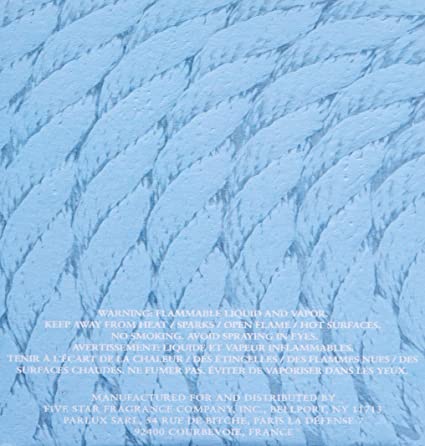 WARNING: FLAMMABLE LIQUID AND VAPOR.
KEEP AWAY FROM HEAT / SPARKS / OPEN FLAME / HOT SURFACES.
NO SMOKING. AVOID SPRAYING IN EYES.
AVERTISSEMENT: LIQUIDE ET VAPEUR INFLAMMABLES.
TENIR À L'ÉCART DE LA CHALEUR / DES ÉTINCELLES / DES FLAMMES NUES / DES
SURFACES CHAUDES. NE FUMER PAS. ÉVITER DE VAPORISER DANS LES YEUX.
MANUFACTURED FOR AND DISTRIBUTED BY
FIVE STAR FRAGRANCE COMPANY, INC., BELLPORT, NY 11713
PARLUX SARL, 54 RUE DE BITCHE, PARIS LA DÉFENSE 7
92400 COURBEVOIE, FRANCE